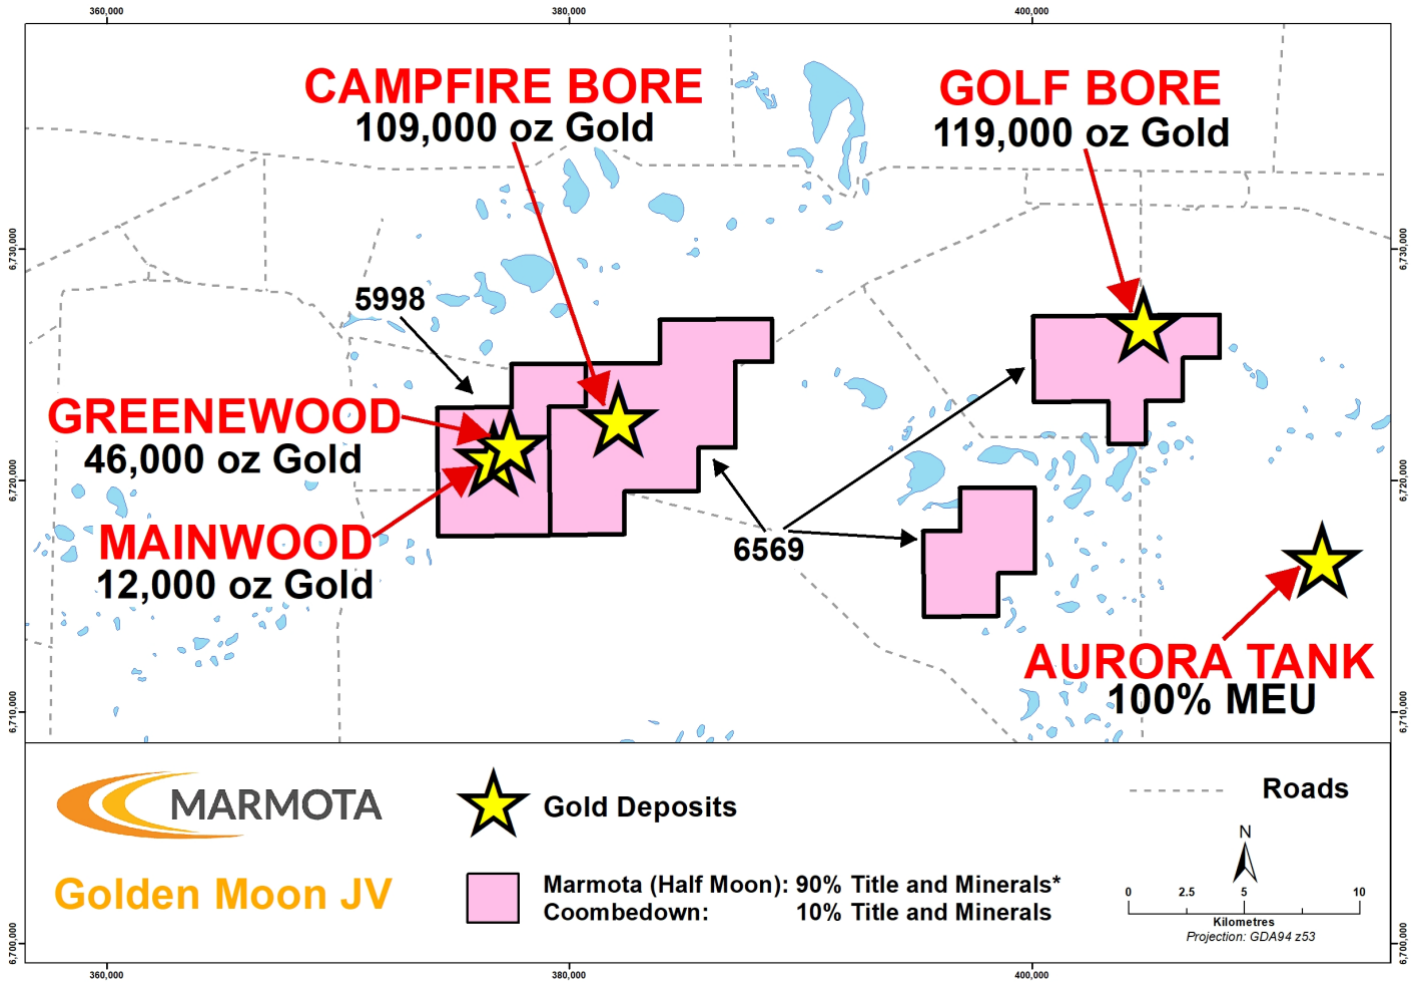 360,000 380,000 400,000
CAMPFIRE BORE
109,000 oz Gold
GOLF BORE
119,000 oz Gold
6,730,000 6,730,000
5998
GREENEWOOD
46,000 oz Gold
6,720,000 6,720,000
MAINWOOD
12,000 oz Gold
6569
AURORA TANK
100% MEU
6,710,000 6,710,000
MARMOTA
Golden Moon JV
Gold Deposits
Marmota (Half Moon): 90% Title and Minerals*
Coombedown: 10% Title and Minerals
Roads
N
0 2.5 5 10
Kilometres
Projection: GDA94 z53
6,700,000 6,700,000
360,000 380,000 400,000